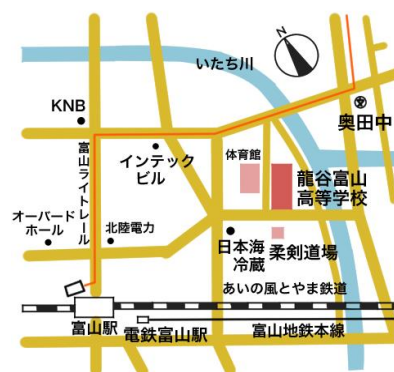 N
いたち川
KNB
奥田中
富山ライトレール
インテック
ビル
体育館
龍谷富山
高等学校
オーバード
ホール
北陸電力
日本海
冷蔵
柔剣道場
あいの風とやま鉄道
富山駅
電鉄富山駅
富山地鉄本線